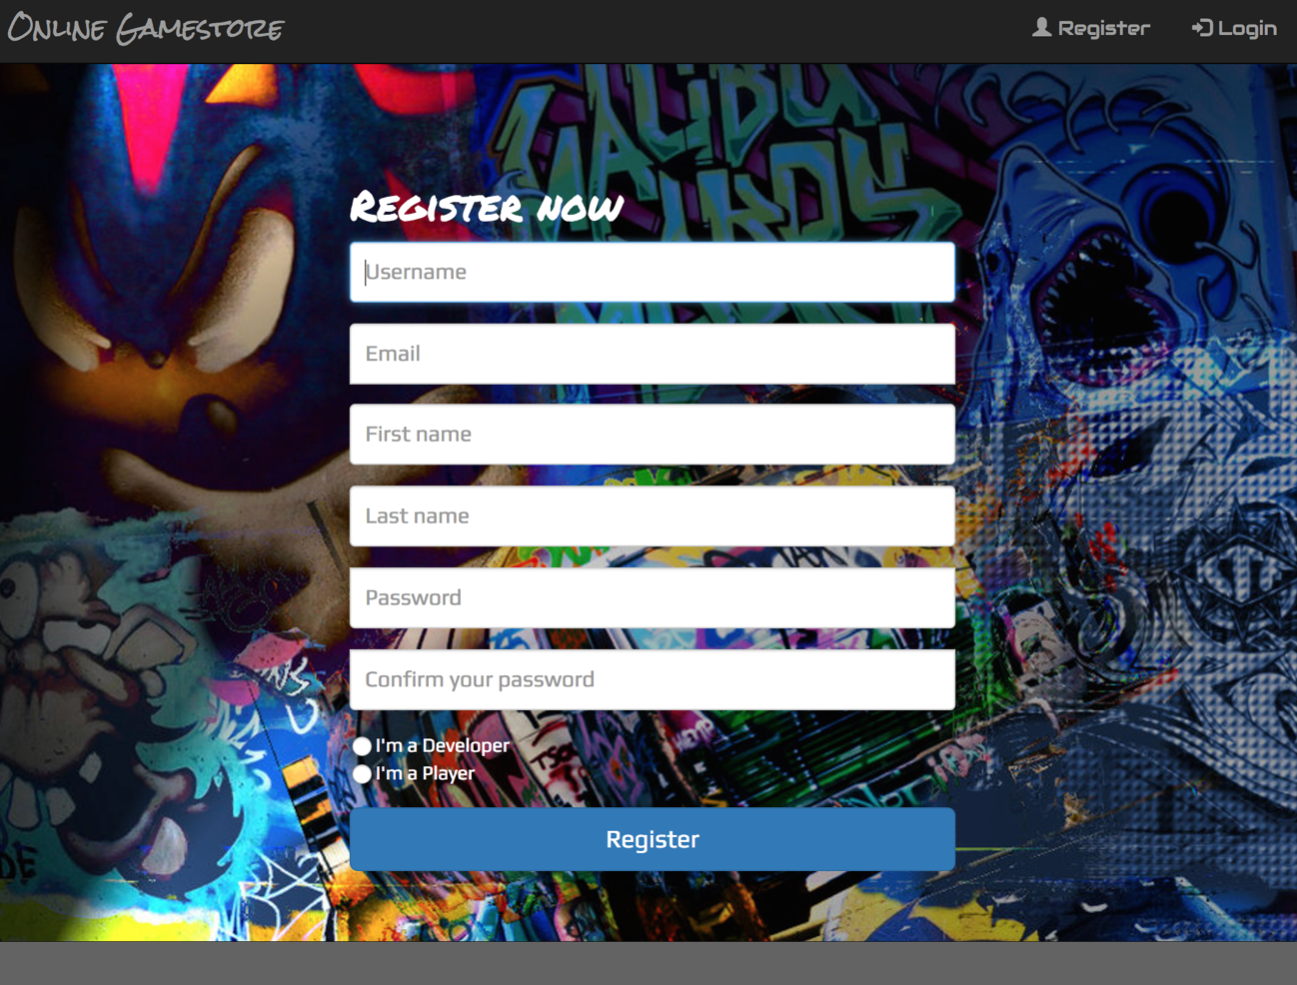 Online Gamestore
Register
Login
MALIBU
Register now
Username
Email
First name
Last name
Password
Confirm your password
I'm a Developer
I'm a Player
Register